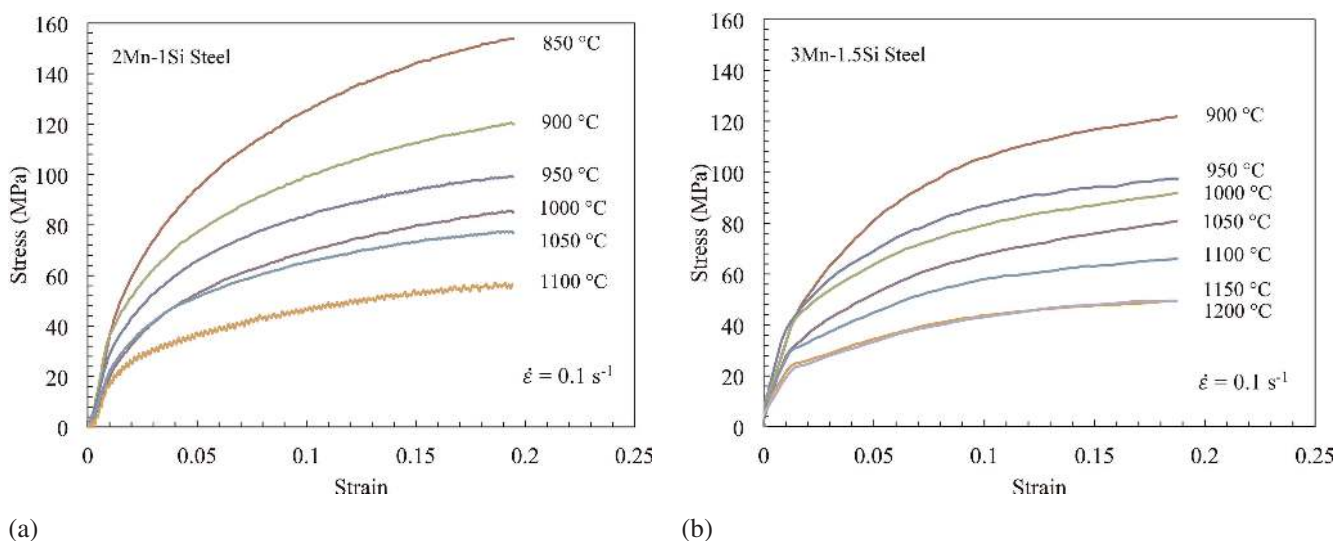 160
140
120
100
80
60
40
20
0
Stress (MPa)
2Mn-1Si Steel
850 °C
900 °C
950 °C
1000 °C
1050 °C
1100 °C
ε̇ = 0.1 s-1
0 0.05 0.1 0.15 0.2 0.25
Strain
(a)
160
140
120
100
80
60
40
20
0
Stress (MPa)
3Mn-1.5Si Steel
900 °C
950 °C
1000 °C
1050 °C
1100 °C
1150 °C
1200 °C
ε̇ = 0.1 s-1
0 0.05 0.1 0.15 0.2 0.25
Strain
(b)